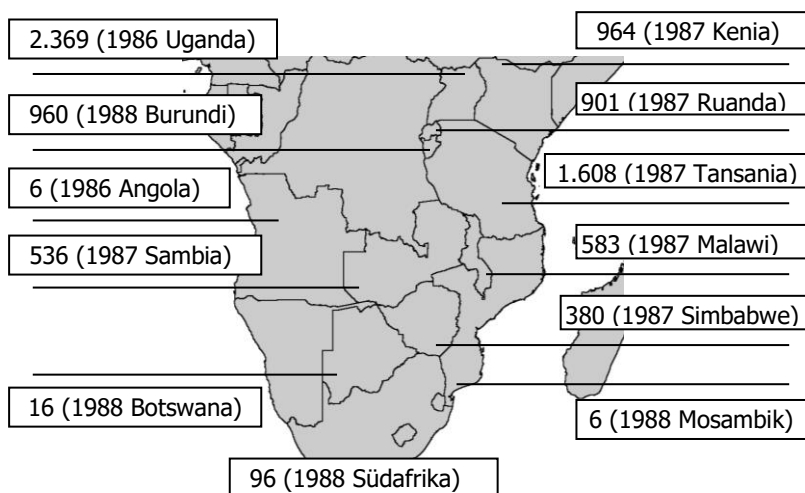 2.369 (1986 Uganda)
964 (1987 Kenia)
960 (1988 Burundi)
901 (1987 Ruanda)
6 (1986 Angola)
1.608 (1987 Tansania)
536 (1987 Sambia)
583 (1987 Malawi)
380 (1987 Simbabwe)
16 (1988 Botswana)
6 (1988 Mosambik)
96 (1988 Südafrika)